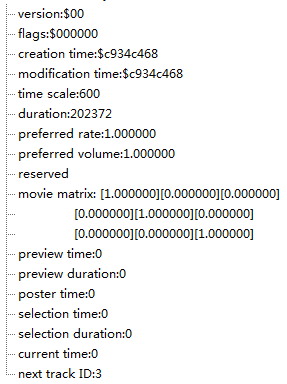 version:$00
flags:$000000
creation time:$c934c468
modification time:$c934c468
time scale:600
duration:202372
preferred rate:1.000000
preferred volume:1.000000
reserved
movie matrix: [1.000000][0.000000][0.000000]
[0.000000][1.000000][0.000000]
[0.000000][0.000000][1.000000]
preview time:0
preview duration:0
poster time:0
selection time:0
selection duration:0
current time:0
next track ID:3